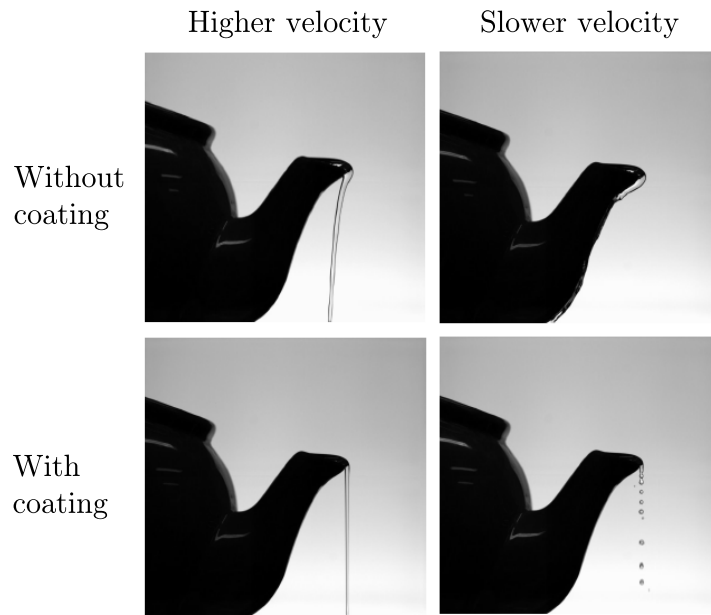 Higher velocity
Slower velocity
Without
coating
With
coating